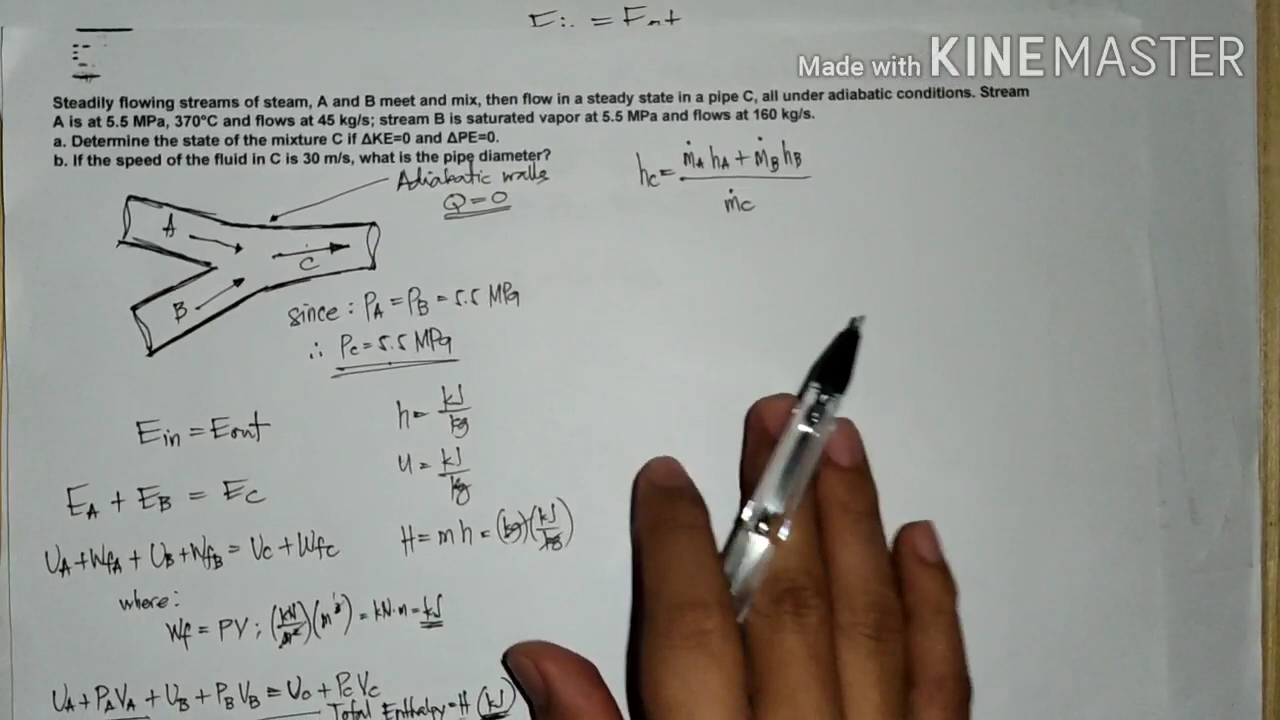 E = E
Made with KINEMASTER
Steadily flowing streams of steam, A and B meet and mix, then flow in a steady state in a pipe C, all under adiabatic conditions. Stream
A is at 5.5 MPa, 370°C and flows at 45 kg/s; stream B is saturated vapor at 5.5 MPa and flows at 160 kg/s.
a. Determine the state of the mixture C if ΔKE=0 and ΔPE=0.
b. If the speed of the fluid in C is 30 m/s, what is the pipe diameter?
Adiabatic walls
Q=0
hC = (ṁA hA + ṁB hB) / ṁC
A
C
B
since: PA = PB = 5.5 MPa
∴ PC = 5.5 MPa
Ein = Eout
h = kJ/kg
u = kJ/kg
EA + EB = EC
H = mh = (kg)(kJ/kg)
UA + WfA + UB + WfB = UC + WfC
where:
Wf = PV; (kN/m²)(m³) = kN·m = kJ
UA + PAVA + UB + PBVB = UC + PCVC
Total Enthalpy = H (kJ)